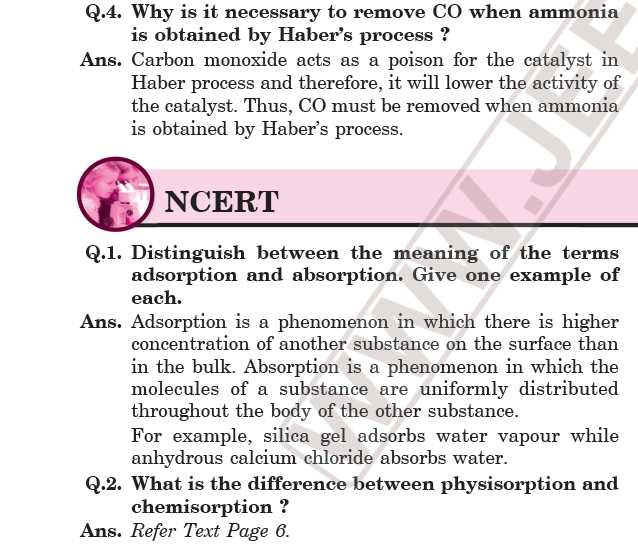 Q.4. Why is it necessary to remove CO when ammonia
is obtained by Haber's process ?
Ans. Carbon monoxide acts as a poison for the catalyst in
Haber process and therefore, it will lower the activity of
the catalyst. Thus, CO must be removed when ammonia
is obtained by Haber's process.
NCERT
Q.1. Distinguish between the meaning of the terms
adsorption and absorption. Give one example of
each.
Ans. Adsorption is a phenomenon in which there is higher
concentration of another substance on the surface than
in the bulk. Absorption is a phenomenon in which the
molecules of a substance are uniformly distributed
throughout the body of the other substance.
For example, silica gel adsorbs water vapour while
anhydrous calcium chloride absorbs water.
Q.2. What is the difference between physisorption and
chemisorption ?
Ans. Refer Text Page 6.
WWW.JEE